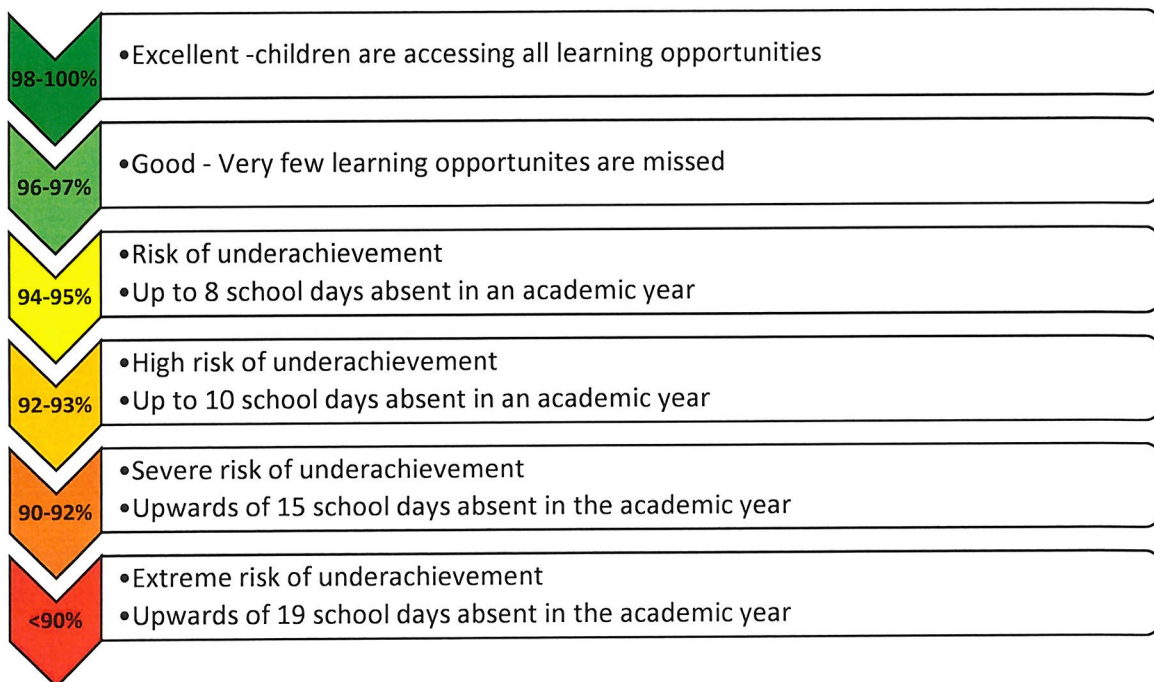 98-100%
•Excellent -children are accessing all learning opportunities
96-97%
•Good - Very few learning opportunites are missed
94-95%
•Risk of underachievement
•Up to 8 school days absent in an academic year
92-93%
•High risk of underachievement
•Up to 10 school days absent in an academic year
90-92%
•Severe risk of underachievement
•Upwards of 15 school days absent in the academic year
<90%
•Extreme risk of underachievement
•Upwards of 19 school days absent in the academic year